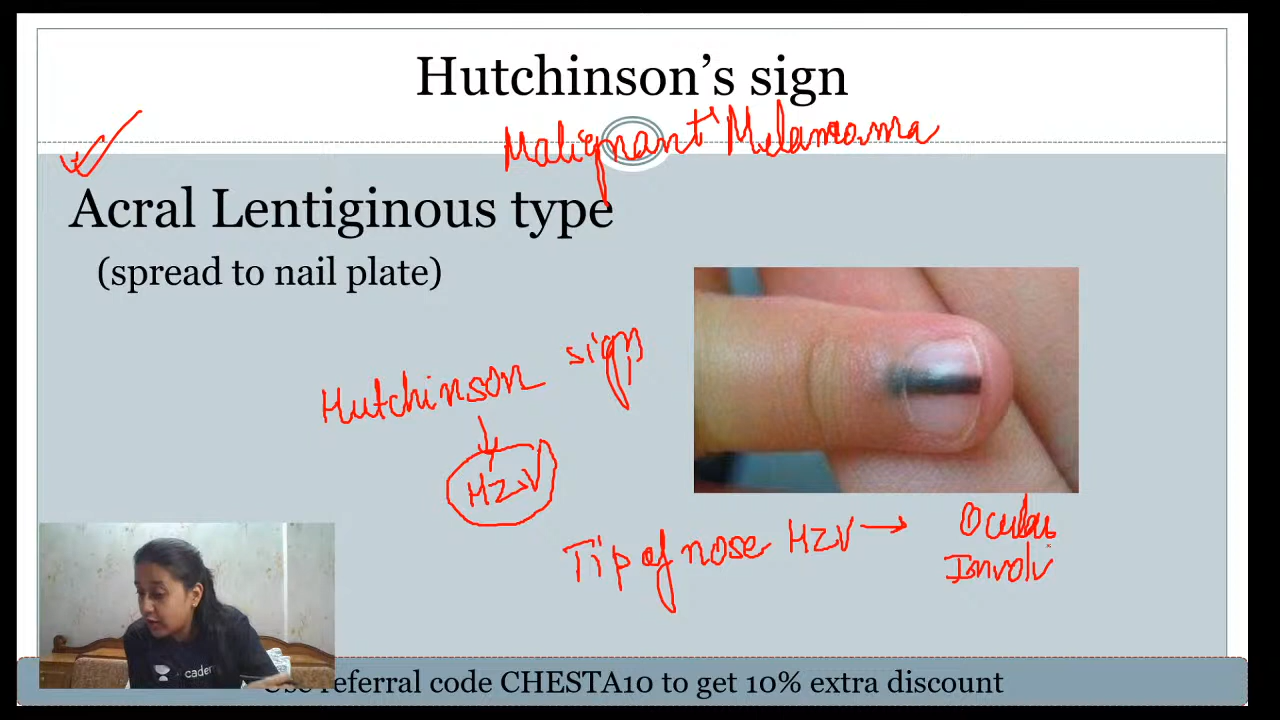 Hutchinson's sign
Malignant Melanoma
Acral Lentiginous type
(spread to nail plate)
Hutchinson sign
HZV
Tip of nose HZV → Ocular
Involv
cadem
referral code CHESTA10 to get 10% extra discount